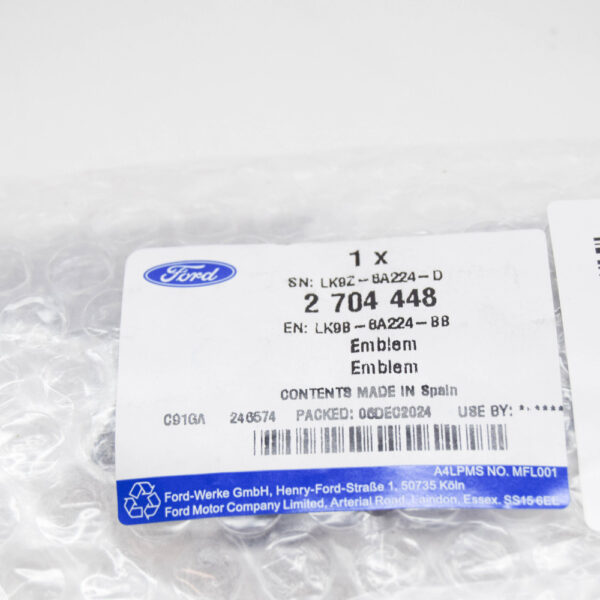 Ford
1 x
SN: LK9Z-8A224-D
2 704 448
EN: LK9B-8A224-BB
Emblem
Emblem
CONTENTS MADE IN Spain
C91GA 246574 PACKED: 06DEC2024 USE BY: *.****
A4LPMS NO. MFL001
Ford-Werke GmbH, Henry-Ford-Straße 1, 50735 Köln
Ford Motor Company Limited, Arterial Road, Laindon, Essex. SS15 6EE